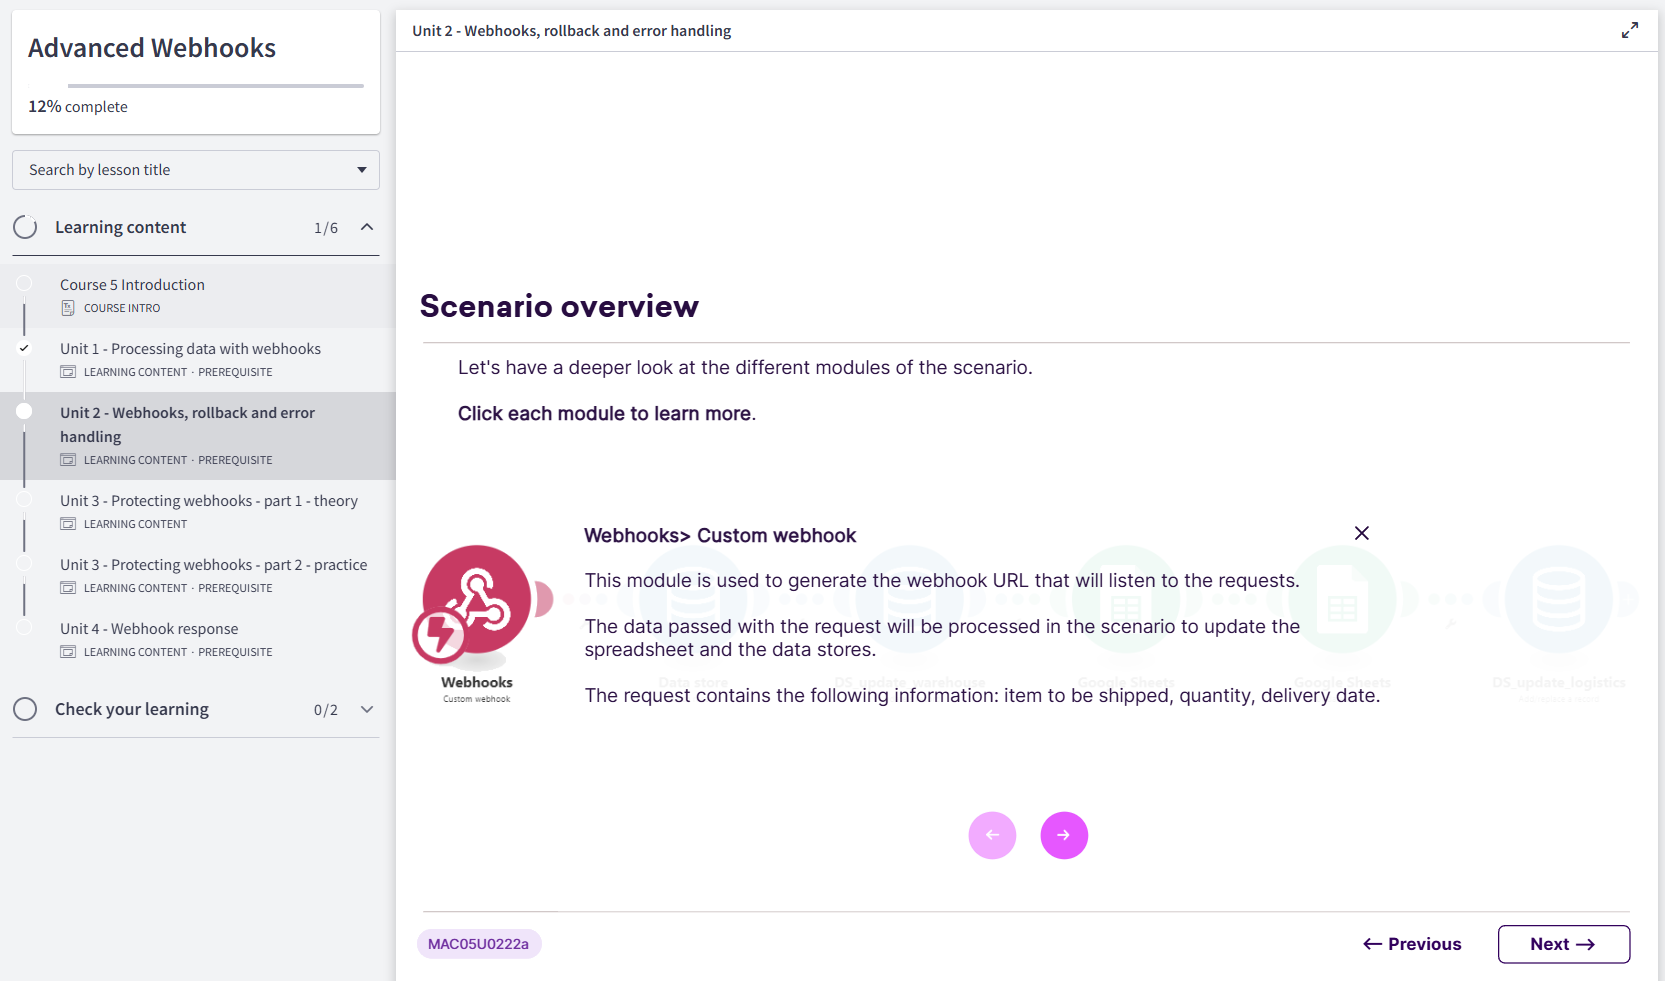 Advanced Webhooks
12% complete
Search by lesson title
Learning content 1/6
Course 5 Introduction
COURSE INTRO
Unit 1 - Processing data with webhooks
LEARNING CONTENT · PREREQUISITE
Unit 2 - Webhooks, rollback and error
handling
LEARNING CONTENT · PREREQUISITE
Unit 3 - Protecting webhooks - part 1 - theory
LEARNING CONTENT
Unit 3 - Protecting webhooks - part 2 - practice
LEARNING CONTENT · PREREQUISITE
Unit 4 - Webhook response
LEARNING CONTENT · PREREQUISITE
Check your learning 0/2
Unit 2 - Webhooks, rollback and error handling
Scenario overview
Let's have a deeper look at the different modules of the scenario.
Click each module to learn more.
Webhooks> Custom webhook
This module is used to generate the webhook URL that will listen to the requests.
The data passed with the request will be processed in the scenario to update the
spreadsheet and the data stores.
The request contains the following information: item to be shipped, quantity, delivery date.
Webhooks
Custom webhook
Data store
DS_update_warehouse
Google Sheets
Google Sheets
DS_update_logistics
MAC05U0222a
← Previous
Next →